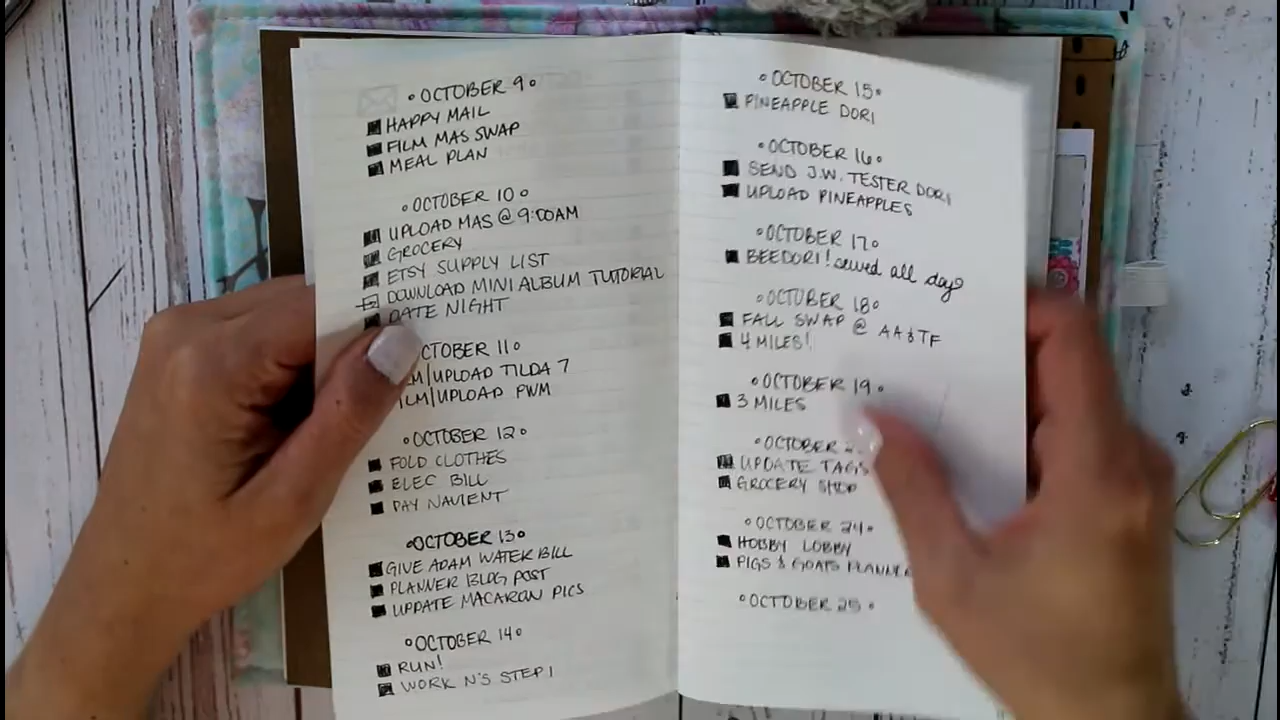 OCTOBER 9
HAPPY MAIL
FILM MAS SWAP
MEAL PLAN
OCTOBER 10
UPLOAD MAS @ 9:00AM
GROCERY
ETSY SUPPLY LIST
DOWNLOAD MINI ALBUM TUTORIAL
DATE NIGHT
OCTOBER 11
UPLOAD TILDA 7
UPLOAD PWM
OCTOBER 12
FOLD CLOTHES
ELEC BILL
PAY NAVIENT
OCTOBER 13
GIVE ADAM WATER BILL
PLANNER BLOG POST
UPDATE MACARON PICS
OCTOBER 14
RUN!
WORK N'S STEP 1
OCTOBER 15
PINEAPPLE DORI
OCTOBER 16
SEND J.W. TESTER DORI
UPLOAD PINEAPPLES
OCTOBER 17
BEEDORI! sewed all day
OCTOBER 18
FALL SWAP @ AA&TF
4 MILES!
OCTOBER 19
3 MILES
OCTOBER
UPDATE TAGS
GROCERY SHOP
OCTOBER 24
HOBBY LOBBY
PIGS & GOATS PLANNER
OCTOBER 25